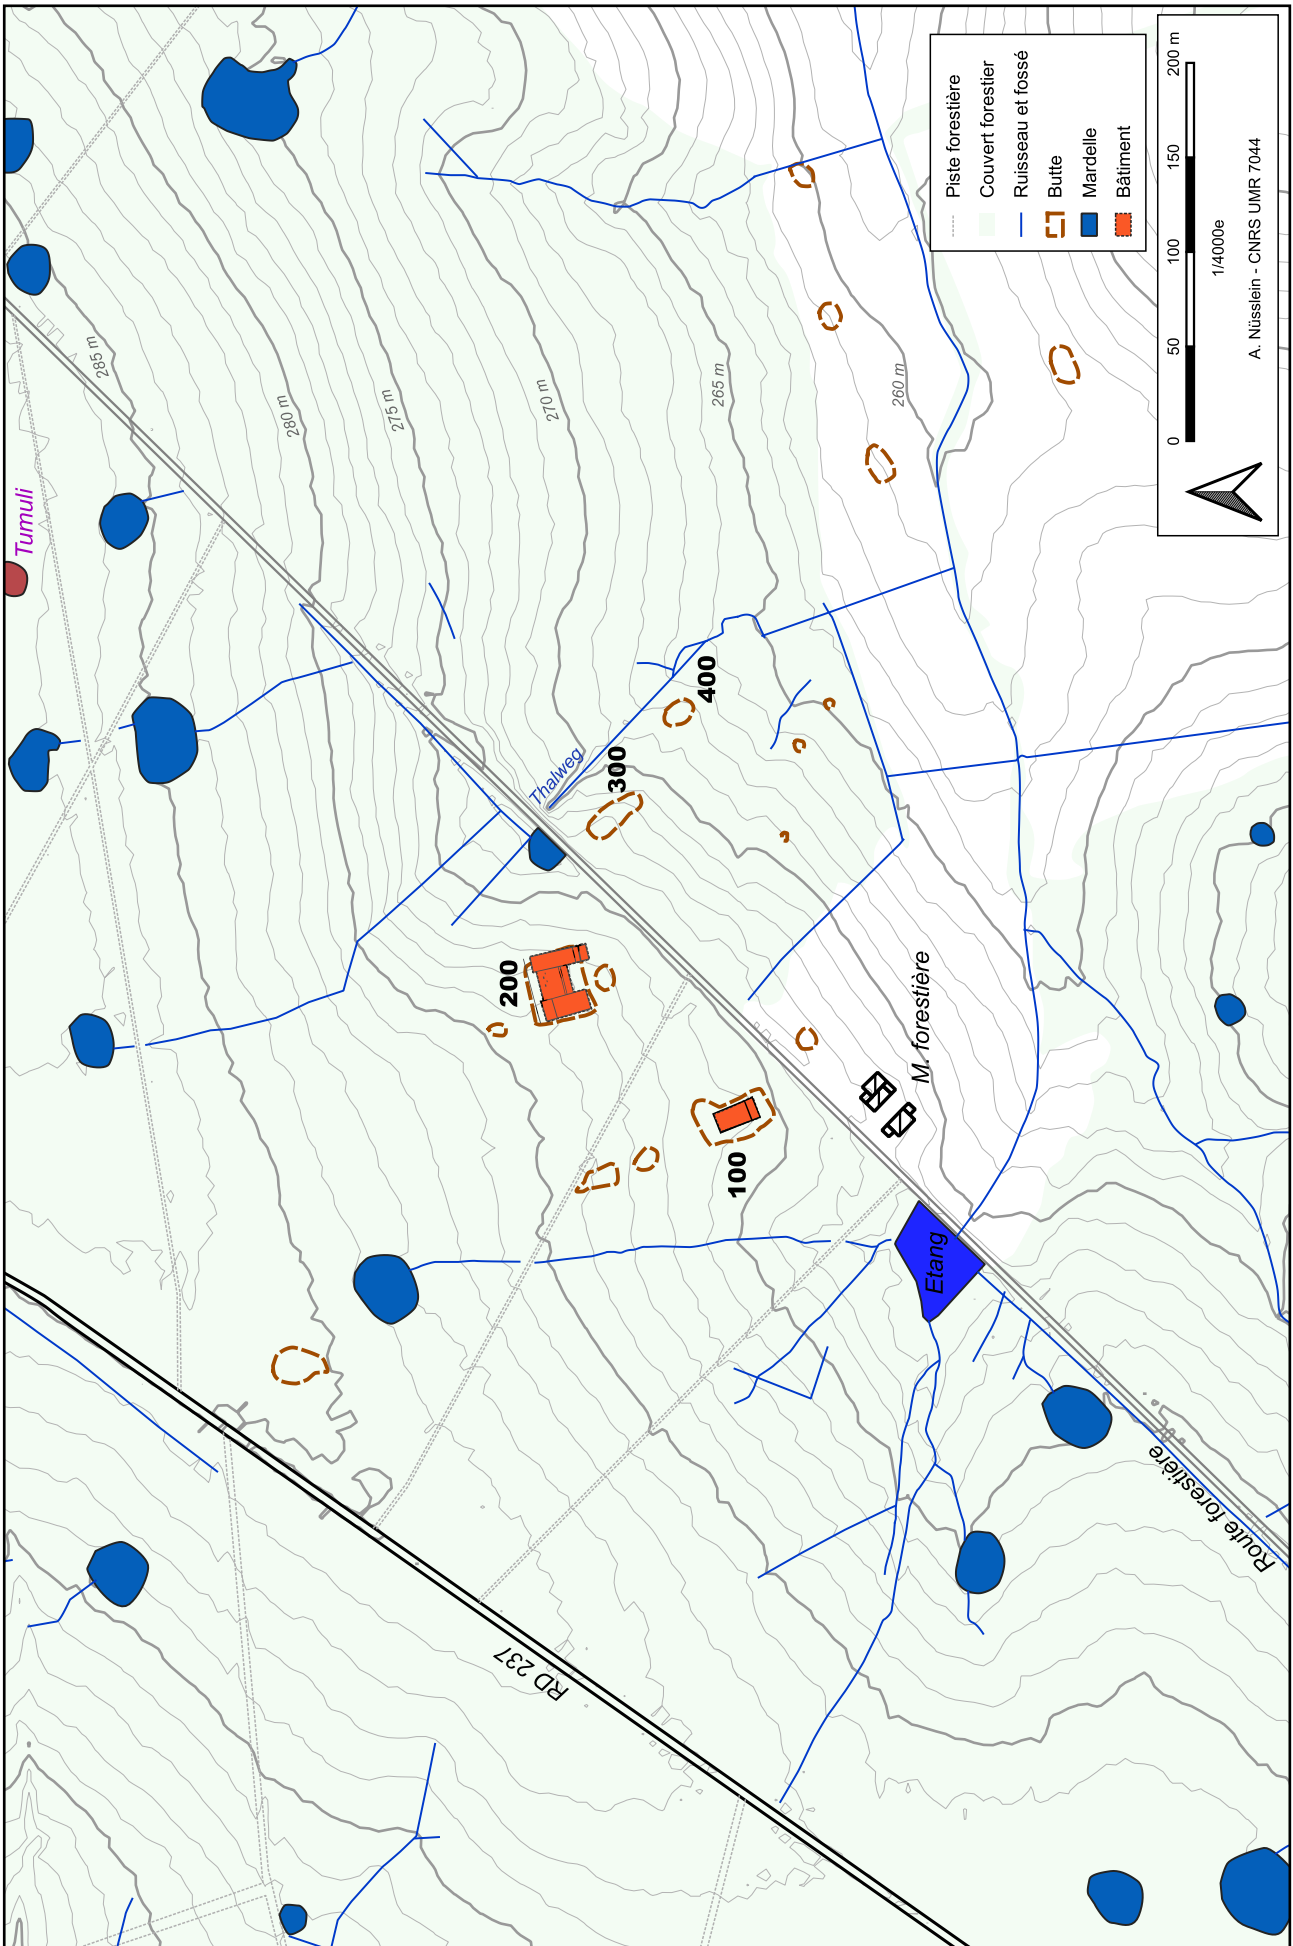 Tumuli
285 m
280 m
275 m
270 m
265 m
260 m
Thalweg
400
300
200
100
M. forestière
Etang
Route forestière
RD 237
Piste forestière
Couvert forestier
Ruisseau et fossé
Butte
Mardelle
Bâtiment
0 50 100 150 200 m
1/4000e
A. Nüsslein - CNRS UMR 7044